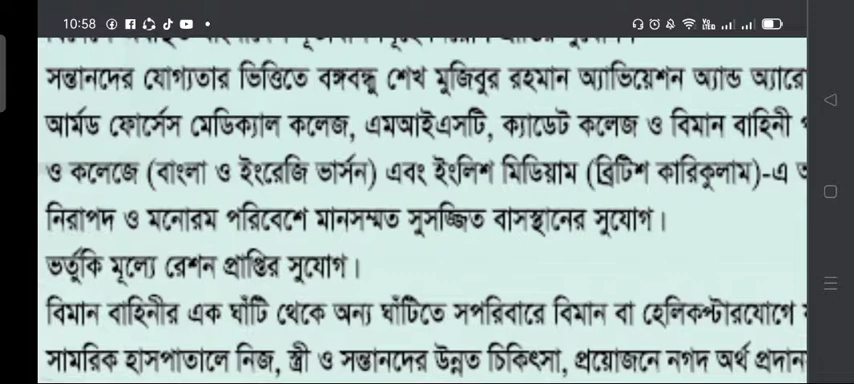 10:58
সন্তানদের যোগ্যতার ভিত্তিতে বঙ্গবন্ধু শেখ মুজিবুর রহমান অ্যাভিয়েশন অ্যান্ড
আর্মড ফোর্সেস মেডিক্যাল কলেজ, এমআইএসটি, ক্যাডেট কলেজ ও বিমান বাহিনী
ও কলেজে (বাংলা ও ইংরেজি ভার্সন) এবং ইংলিশ মিডিয়াম (ব্রিটিশ কারিকুলাম)-এ
নিরাপদ ও মনোরম পরিবেশে মানসম্মত সুসজ্জিত বাসস্থানের সুযোগ।
ভর্তুকি মূল্যে রেশন প্রাপ্তির সুযোগ।
বিমান বাহিনীর এক ঘাঁটি থেকে অন্য ঘাঁটিতে সপরিবারে বিমান বা হেলিকপ্টারযোগে
সামরিক হাসপাতালে নিজ, স্ত্রী ও সন্তানদের উন্নত চিকিৎসা, প্রয়োজনে নগদ অর্থ